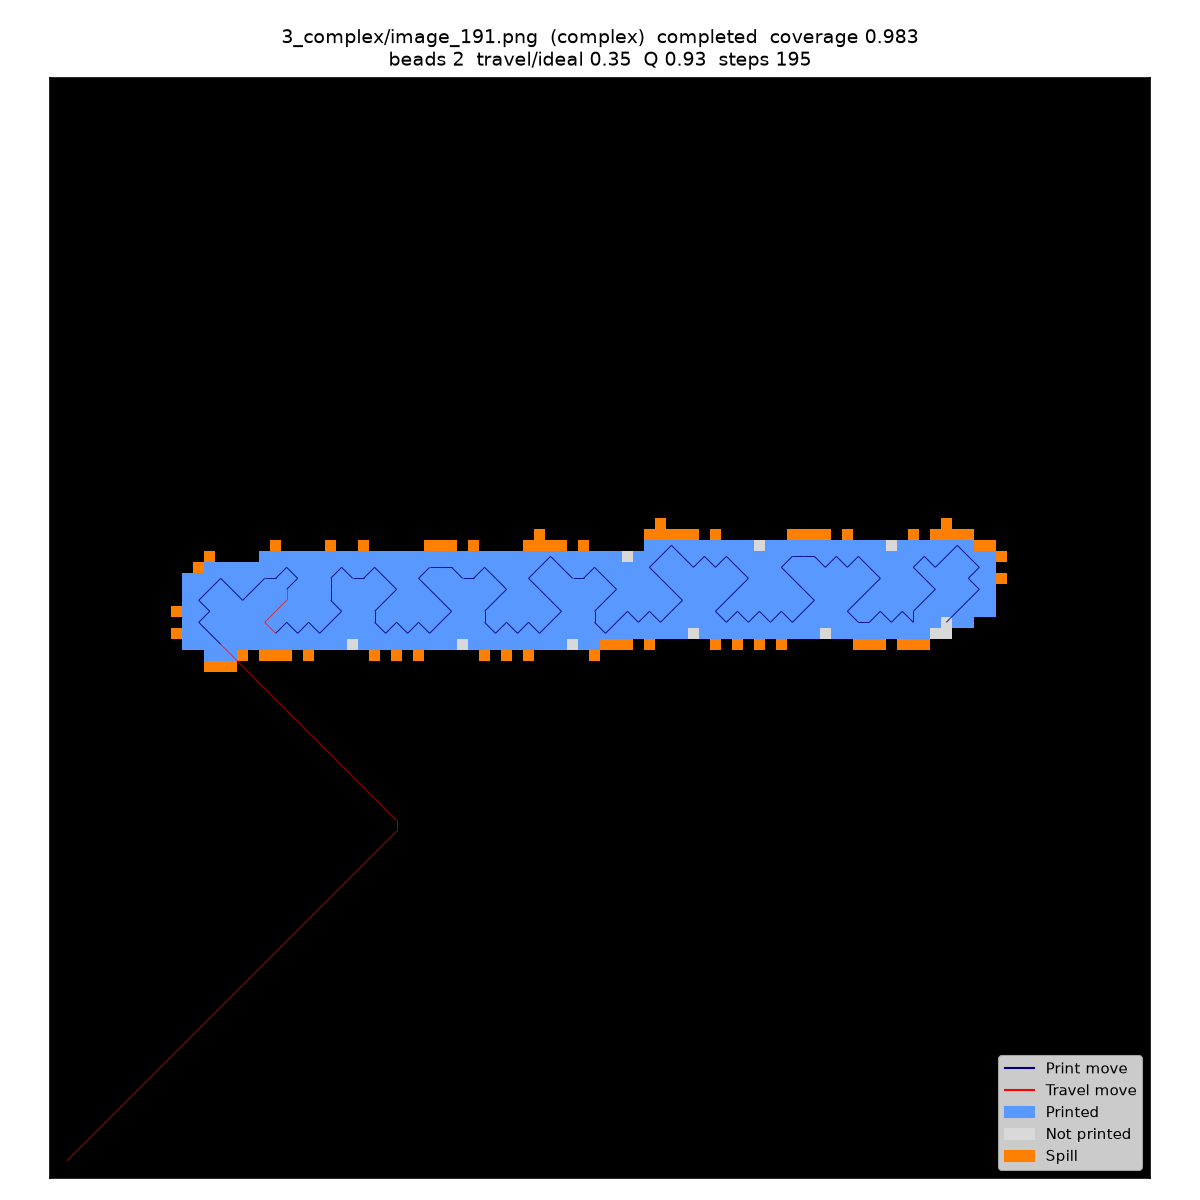 3_complex/image_191.png  (complex)  completed  coverage 0.983
beads 2  travel/ideal 0.35  Q 0.93  steps 195
Print move
Travel move
Printed
Not printed
Spill